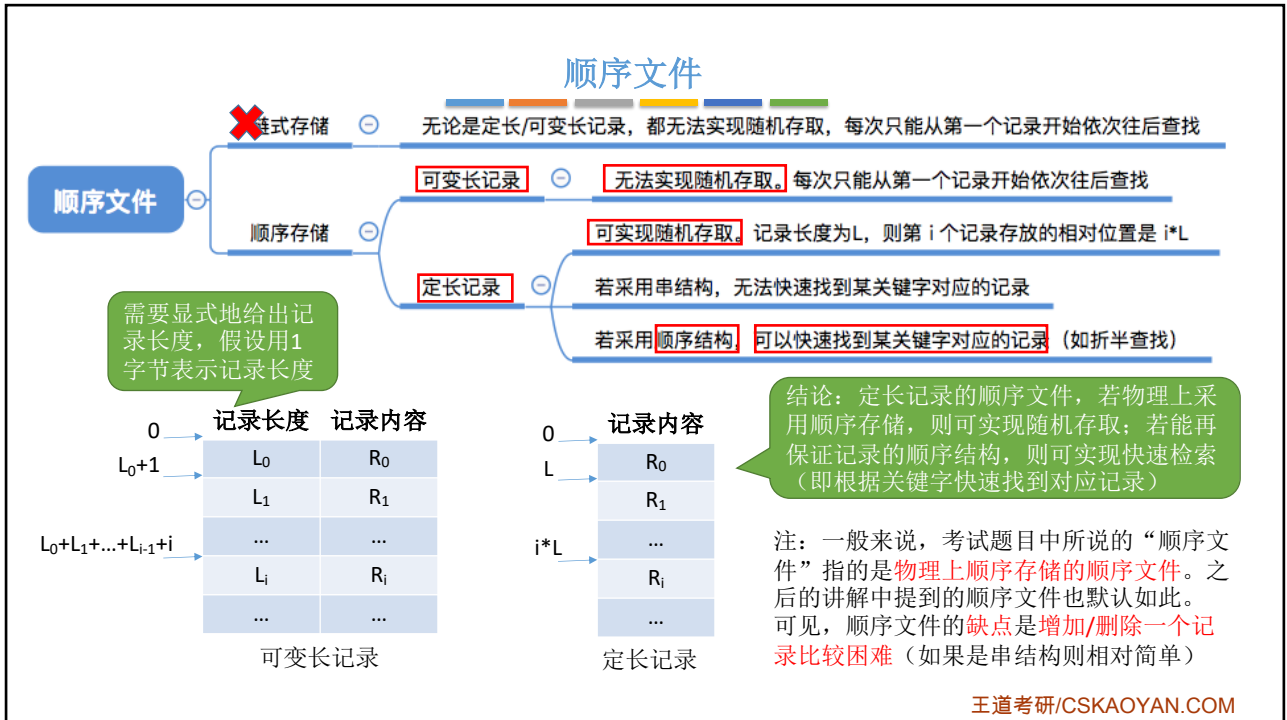 顺序文件
链式存储
无论是定长/可变长记录，都无法实现随机存取，每次只能从第一个记录开始依次往后查找
顺序文件
可变长记录
无法实现随机存取。每次只能从第一个记录开始依次往后查找
顺序存储
可实现随机存取。记录长度为L，则第 i 个记录存放的相对位置是 i*L
定长记录
若采用串结构，无法快速找到某关键字对应的记录
若采用顺序结构，可以快速找到某关键字对应的记录（如折半查找）
需要显式地给出记
录长度，假设用1
字节表示记录长度
记录长度 记录内容
0
L₀+1
L₀+L₁+...+Lᵢ₋₁+i
L₀ R₀
L₁ R₁
... ...
Lᵢ Rᵢ
... ...
可变长记录
记录内容
0
L
i*L
R₀
R₁
...
Rᵢ
...
定长记录
结论：定长记录的顺序文件，若物理上采
用顺序存储，则可实现随机存取；若能再
保证记录的顺序结构，则可实现快速检索
（即根据关键字快速找到对应记录）
注：一般来说，考试题目中所说的“顺序文
件”指的是物理上顺序存储的顺序文件。之
后的讲解中提到的顺序文件也默认如此。
可见，顺序文件的缺点是增加/删除一个记
录比较困难（如果是串结构则相对简单）
王道考研/CSKAOYAN.COM